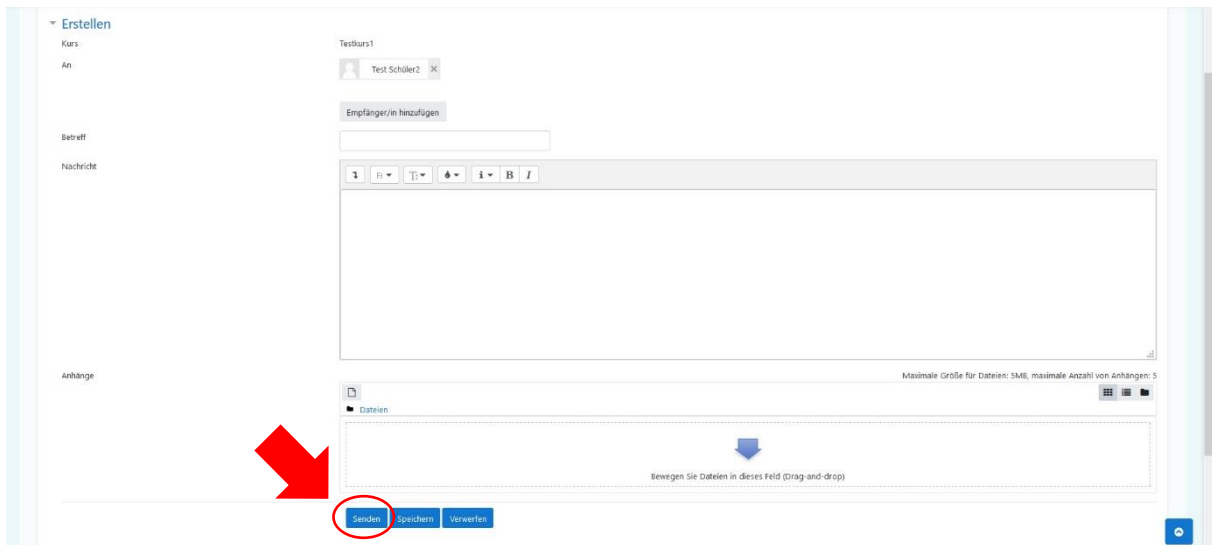 Erstellen
Kurs Testkurs1
An Test Schüler2 ×
Empfänger/in hinzufügen
Betreff
Nachricht
B I
Anhänge Maximale Größe für Dateien: 5MB, maximale Anzahl von Anhängen: 5
Dateien
Bewegen Sie Dateien in dieses Feld (Drag-and-drop)
Senden Speichern Verwerfen